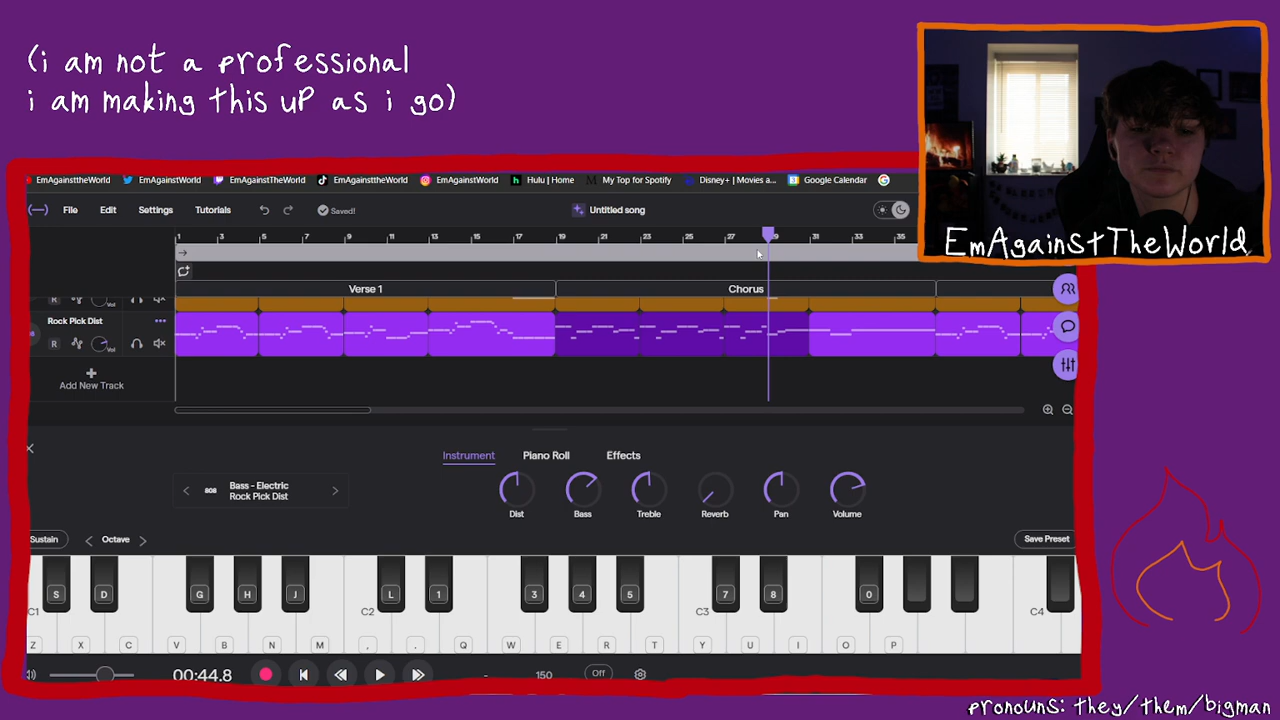 (i am not a professional
i am making this up as i go)
EmAgainsttheWorld EmAgainstWorld EmAgainstTheWorld EmAgainsttheWorld EmAgainstWorld Hulu | Home My Top for Spotify Disney+ | Movies a... Google Calendar
File Edit Settings Tutorials Saved! Untitled song
1 3 5 7 9 11 13 15 17 19 21 23 25 27 29 31 33 35
EmAgainstTheWorld
Verse 1 Chorus
R Vol
Rock Pick Dist
R Vol
+
Add New Track
Instrument Piano Roll Effects
808 Bass - Electric
Rock Pick Dist
Dist Bass Treble Reverb Pan Volume
Sustain Octave Save Preset
S D G H J L 1 3 4 5 7 8 0
C1 C2 C3 C4
Z X C V B N M , . Q W E R T Y U I O P
00:44.8 - 150 Off
pronouns: they/them/bigman